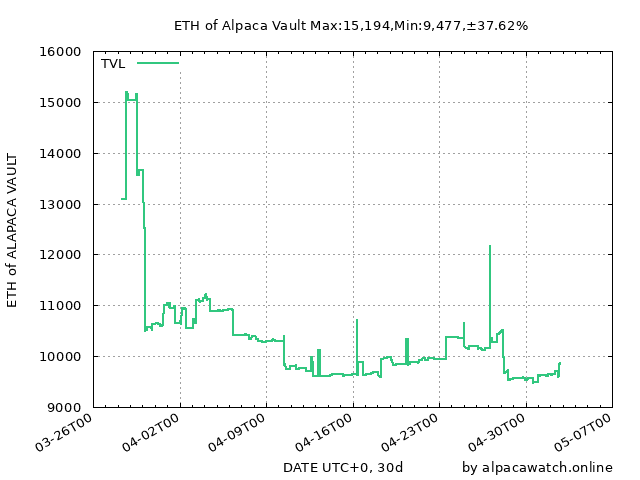 ETH of Alpaca Vault Max:15,194,Min:9,477,±37.62%
16000
TVL
15000
14000
13000
12000
11000
10000
9000
ETH of ALAPACA VAULT
03-26T00
04-02T00
04-09T00
04-16T00
04-23T00
04-30T00
05-07T00
DATE UTC+0, 30d
by alpacawatch.online